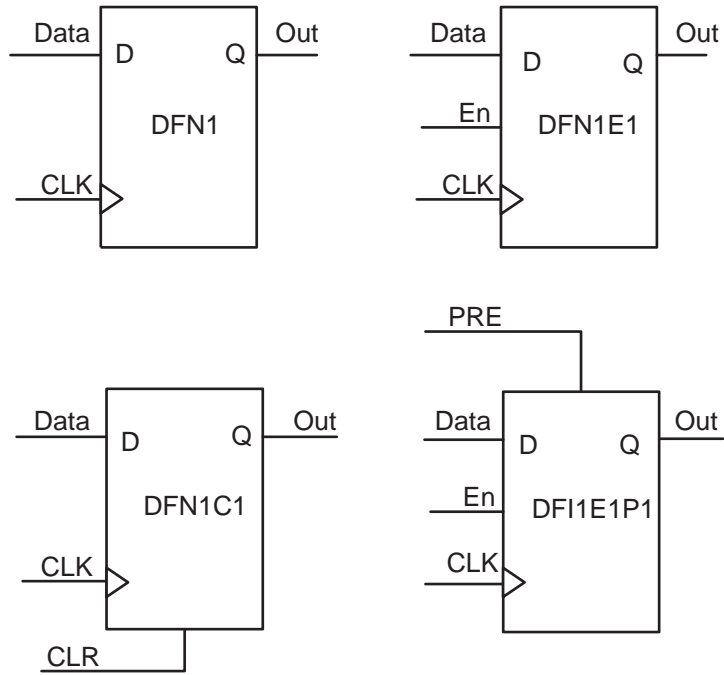 Data
D
Q
Out
DFN1
CLK
Data
D
Q
Out
En
DFN1E1
CLK
Data
D
Q
Out
DFN1C1
CLK
CLR
PRE
Data
D
Q
Out
En
DFI1E1P1
CLK